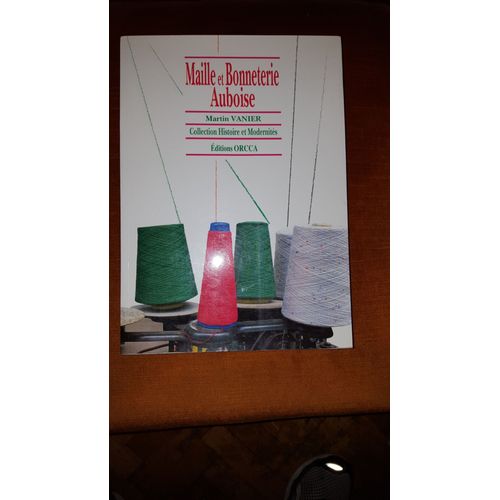 Maille et Bonneterie
Auboise
Martin VANIER
Collection Histoire et Modernités
Éditions ORCCA